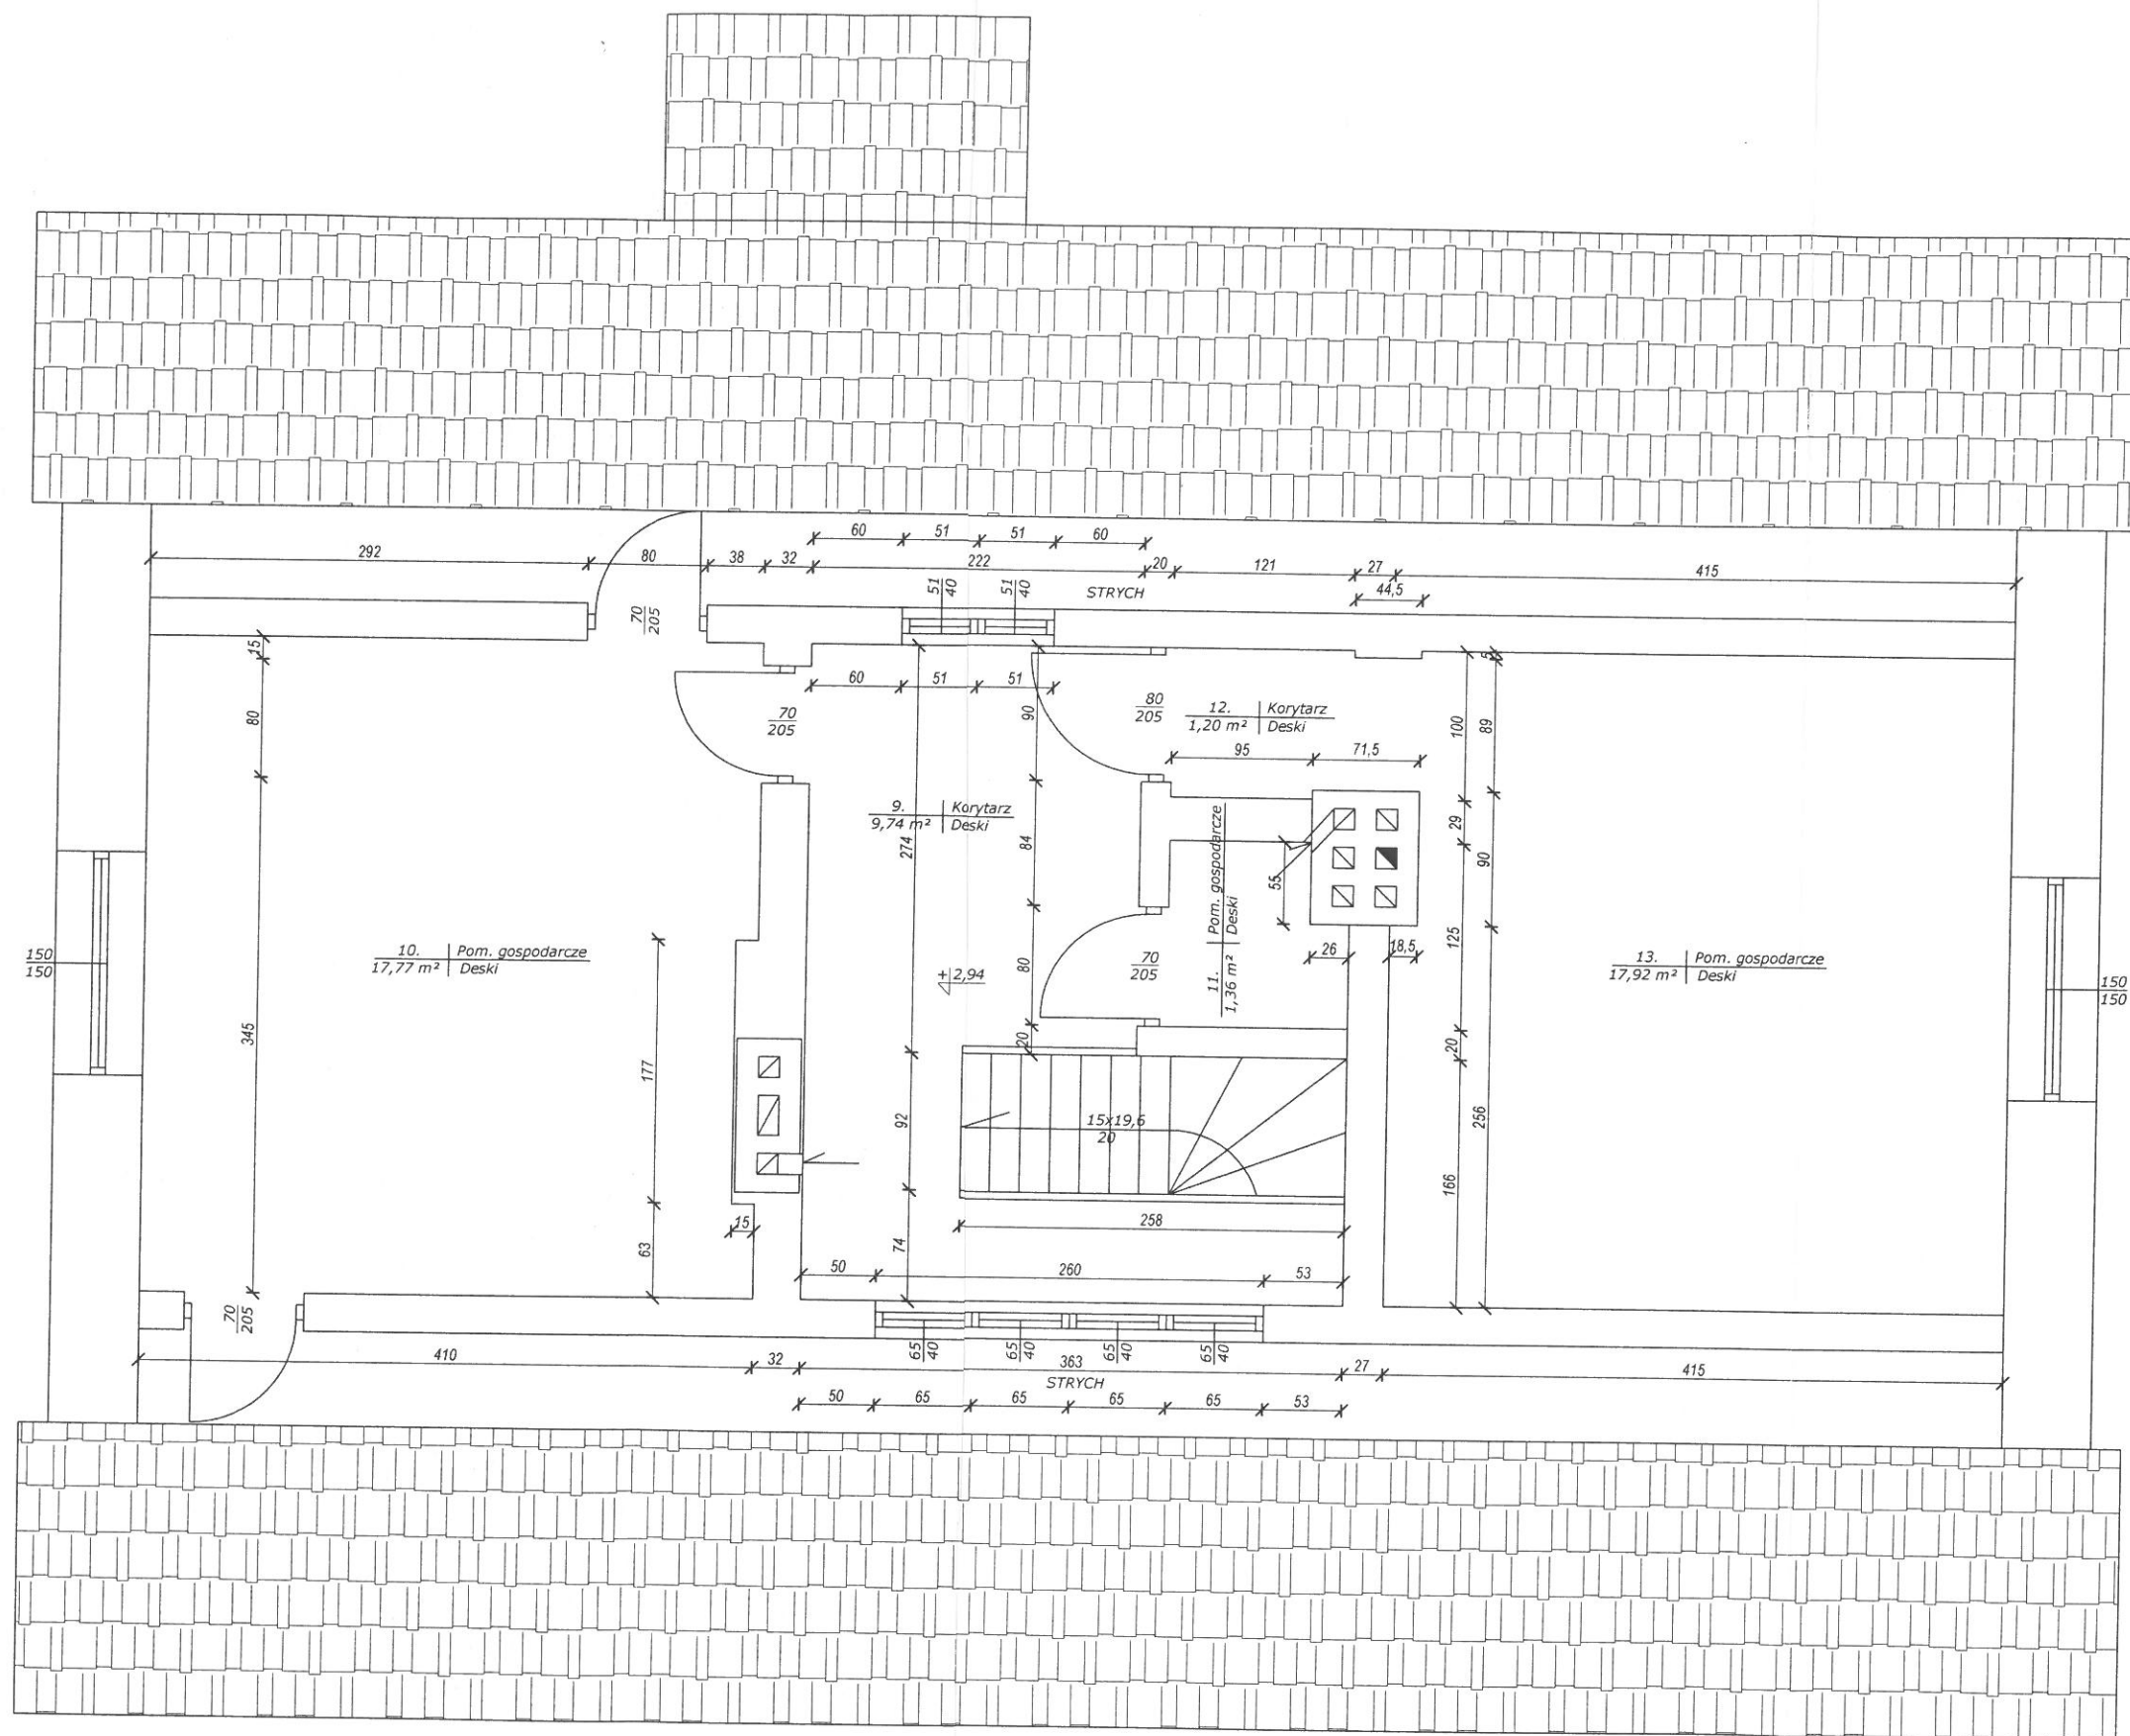 60 51 51 60
292 80 38 32 222 20 121 27 415
44,5
STRYCH
51
40
51
40
70
205
15
5
60 51 51
80
205
12. Korytarz
1,20 m² Deski
70
205
80
90
100
89
95 71,5
9. Korytarz
9,74 m² Deski
274
84
29
90
55
11. Pom. gospodarcze
1,36 m² Deski
125
10. Pom. gospodarcze
17,77 m² Deski
150
150
+2,94
80
70
205
26 18,5
13. Pom. gospodarcze
17,92 m² Deski
150
150
345
177
20
20
92
15x19,6
20
256
166
15
258
63
74
50 260 53
70
205
65
40
65
40
65
40
65
40
410 32 363 27 415
STRYCH
50 65 65 65 65 53